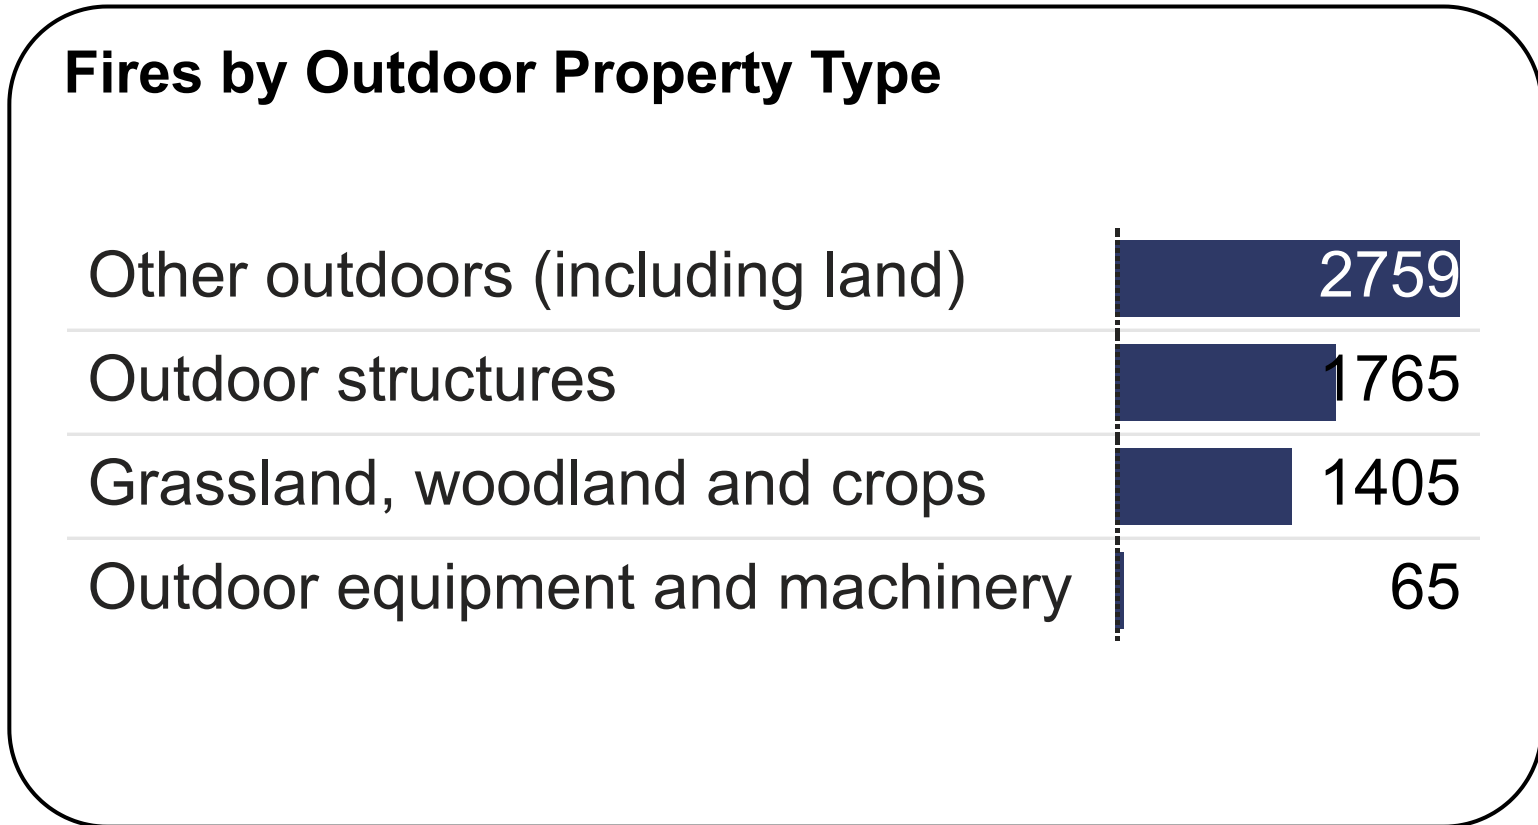 Fires by Outdoor Property Type
Other outdoors (including land) 2759
Outdoor structures 1765
Grassland, woodland and crops 1405
Outdoor equipment and machinery 65